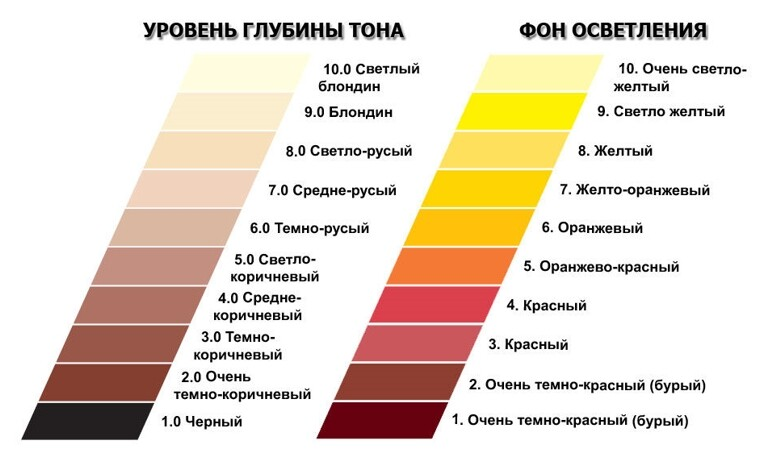 УРОВЕНЬ ГЛУБИНЫ ТОНА
10.0 Светлый
блондин
9.0 Блондин
8.0 Светло-русый
7.0 Средне-русый
6.0 Темно-русый
5.0 Светло-
коричневый
4.0 Средне-
коричневый
3.0 Темно-
коричневый
2.0 Очень
темно-коричневый
1.0 Черный
ФОН ОСВЕТЛЕНИЯ
10. Очень светло-
желтый
9. Светло желтый
8. Желтый
7. Желто-оранжевый
6. Оранжевый
5. Оранжево-красный
4. Красный
3. Красный
2. Очень темно-красный (бурый)
1. Очень темно-красный (бурый)